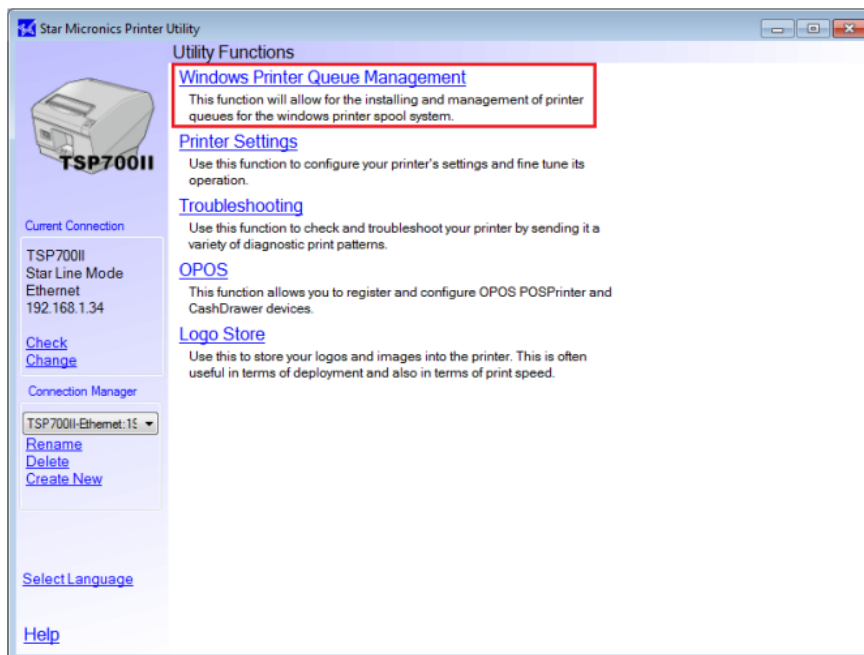 Star Micronics Printer Utility
Utility Functions
Windows Printer Queue Management
This function will allow for the installing and management of printer
queues for the windows printer spool system.
Printer Settings
Use this function to configure your printer's settings and fine tune its
operation.
Troubleshooting
Use this function to check and troubleshoot your printer by sending it a
variety of diagnostic print patterns.
OPOS
This function allows you to register and configure OPOS POSPrinter and
CashDrawer devices.
Logo Store
Use this to store your logos and images into the printer. This is often
useful in terms of deployment and also in terms of print speed.
TSP700II
Current Connection
TSP700II
Star Line Mode
Ethernet
192.168.1.34
Check
Change
Connection Manager
TSP700II-Ethernet:19
Rename
Delete
Create New
Select Language
Help